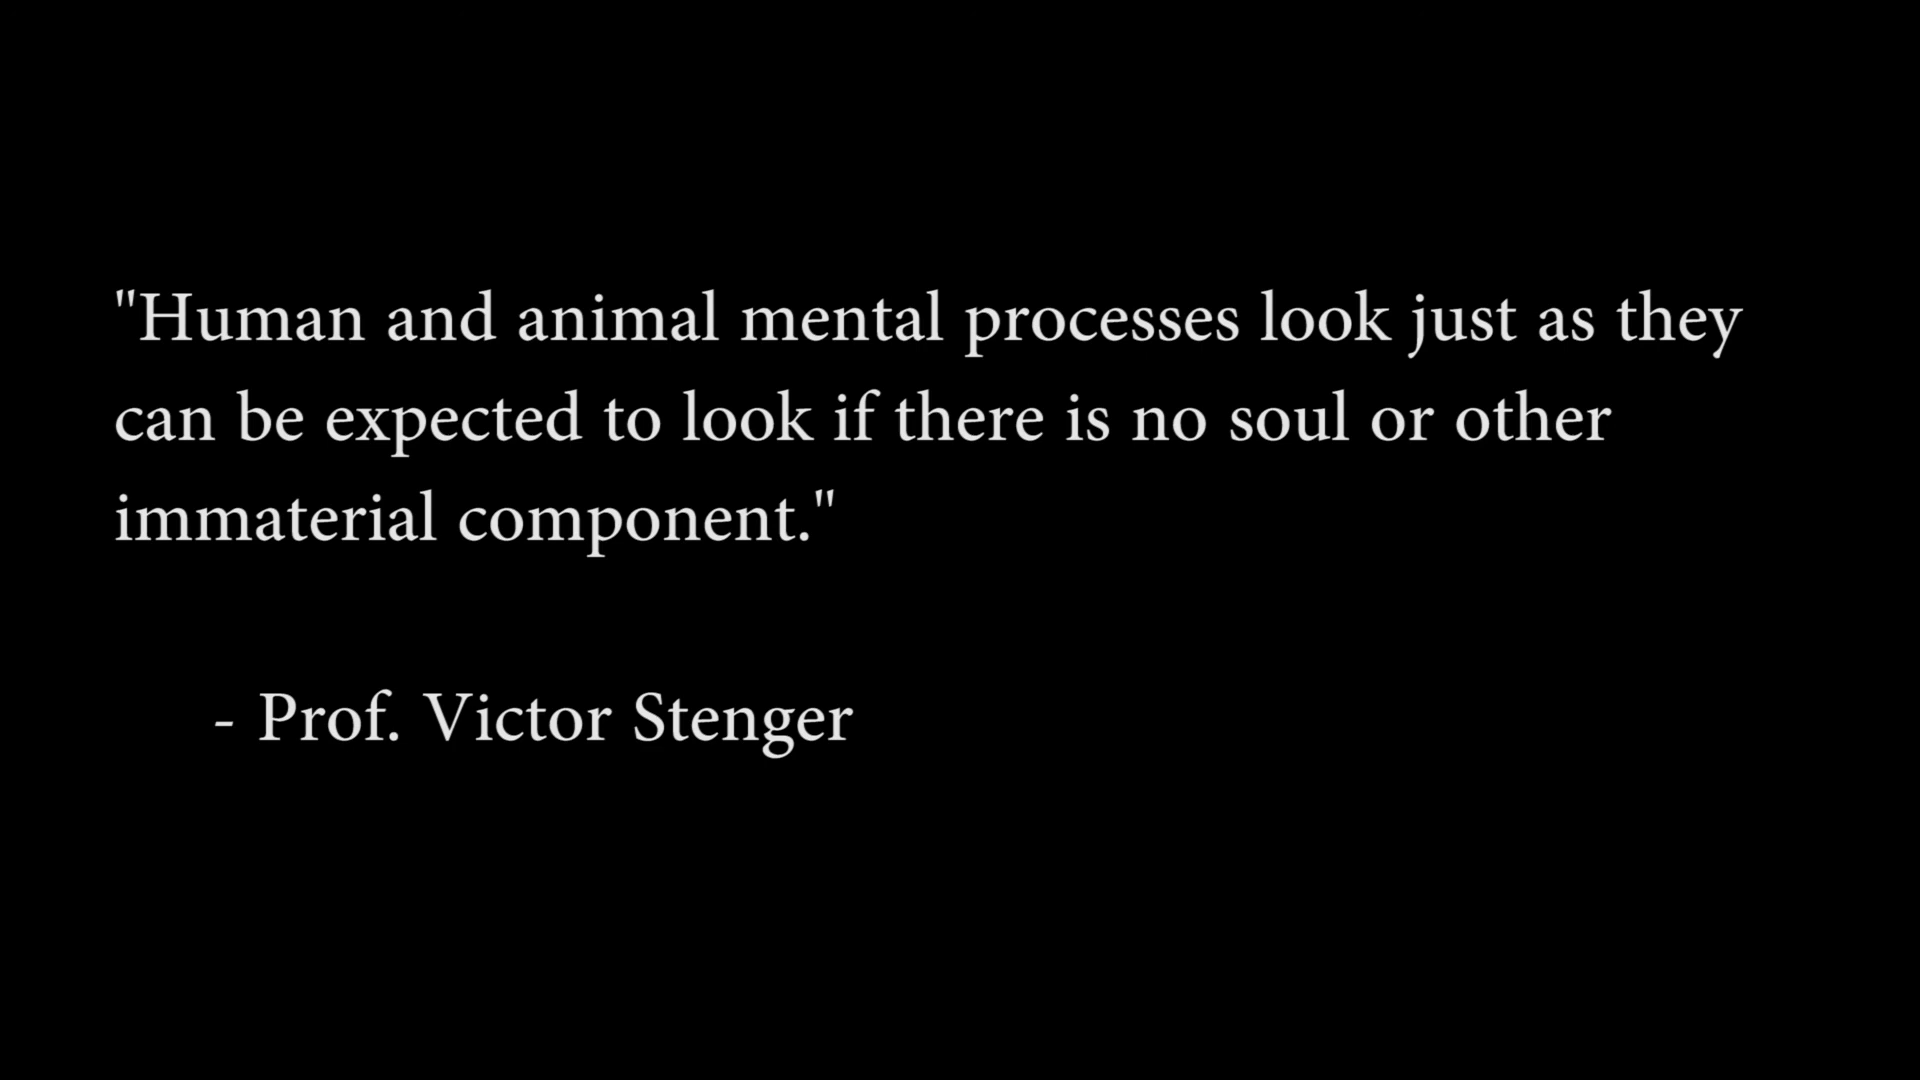 "Human and animal mental processes look just as they
can be expected to look if there is no soul or other
immaterial component."
- Prof. Victor Stenger